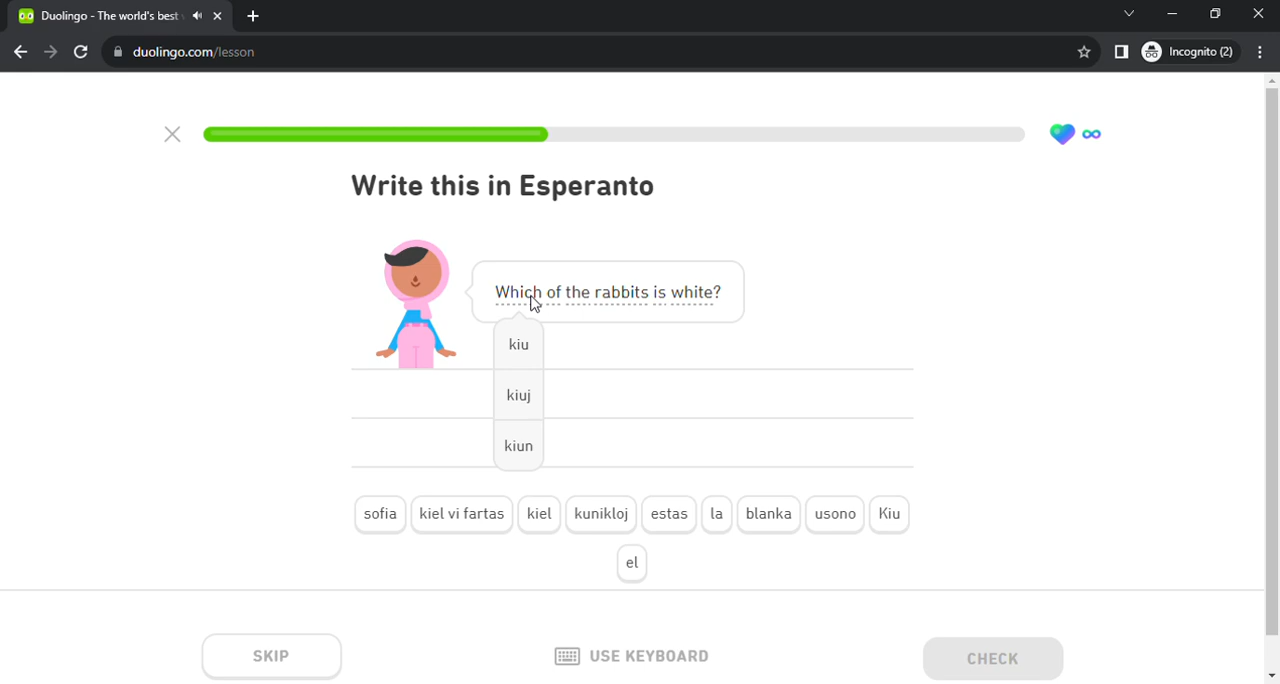 Duolingo - The world's best
duolingo.com/lesson
Incognito (2)
Write this in Esperanto
Which of the rabbits is white?
kiu
kiuj
kiun
sofia kiel vi fartas kiel kunikloj estas la blanka usono Kiu
el
SKIP USE KEYBOARD CHECK